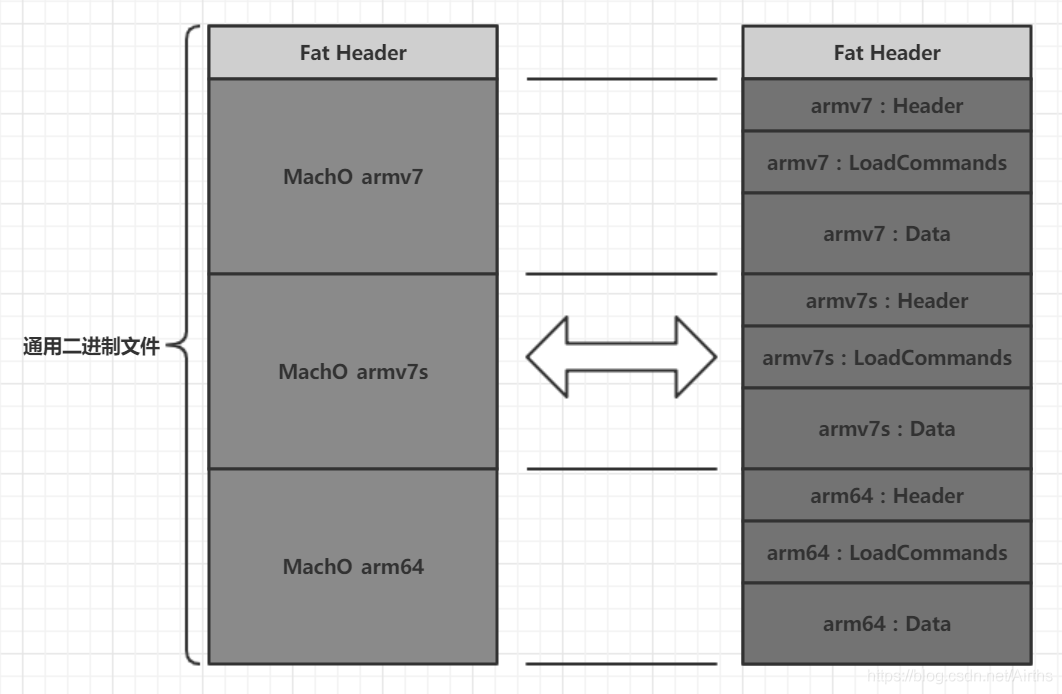 Fat Header
MachO armv7
MachO armv7s
MachO arm64
通用二进制文件
Fat Header
armv7 : Header
armv7 : LoadCommands
armv7 : Data
armv7s : Header
armv7s : LoadCommands
armv7s : Data
arm64 : Header
arm64 : LoadCommands
arm64 : Data
https://blog.csdn.net/Airths